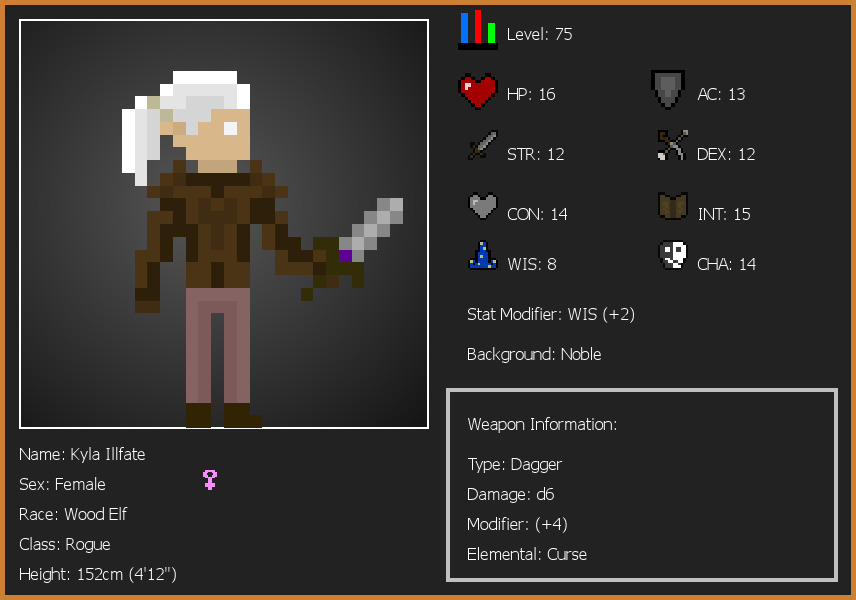 Level: 75
HP: 16
AC: 13
STR: 12
DEX: 12
CON: 14
INT: 15
WIS: 8
CHA: 14
Stat Modifier: WIS (+2)
Background: Noble
Weapon Information:
Type: Dagger
Damage: d6
Modifier: (+4)
Elemental: Curse
Name: Kyla Illfate
Sex: Female
Race: Wood Elf
Class: Rogue
Height: 152cm (4'12")